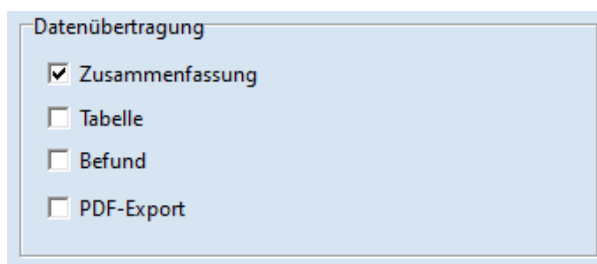 Datenübertragung
Zusammenfassung
Tabelle
Befund
PDF-Export